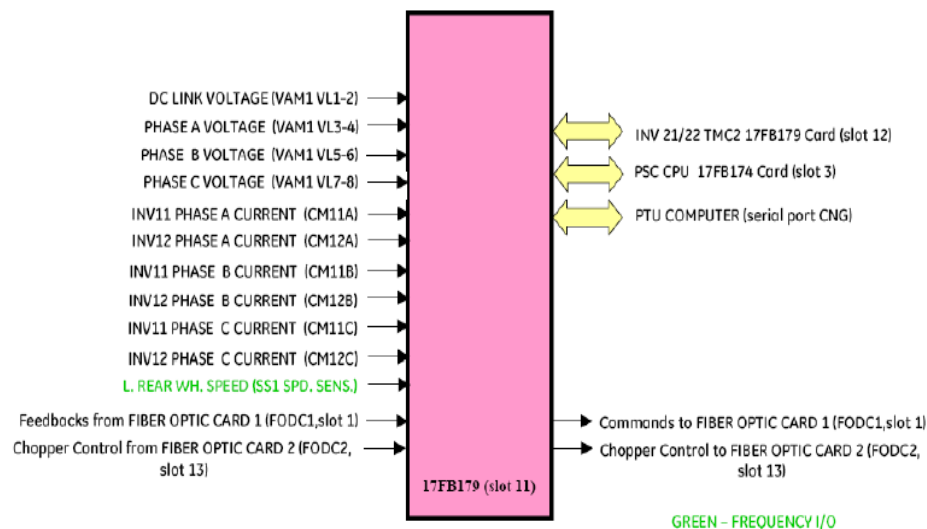 DC LINK VOLTAGE (VAM1 VL1-2)
PHASE A VOLTAGE (VAM1 VL3-4)
PHASE B VOLTAGE (VAM1 VL5-6)
PHASE C VOLTAGE (VAM1 VL7-8)
INV11 PHASE A CURRENT (CM11A)
INV12 PHASE A CURRENT (CM12A)
INV11 PHASE B CURRENT (CM11B)
INV12 PHASE B CURRENT (CM12B)
INV11 PHASE C CURRENT (CM11C)
INV12 PHASE C CURRENT (CM12C)
L. REAR WH. SPEED (SS1 SPD. SENS.)
Feedbacks from FIBER OPTIC CARD 1 (FODC1,slot 1)
Chopper Control from FIBER OPTIC CARD 2 (FODC2,
slot 13)
17FB179 (slot 11)
INV 21/22 TMC2 17FB179 Card (slot 12)
PSC CPU 17FB174 Card (slot 3)
PTU COMPUTER (serial port CNG)
Commands to FIBER OPTIC CARD 1 (FODC1,slot 1)
Chopper Control to FIBER OPTIC CARD 2 (FODC2,
slot 13)
GREEN – FREQUENCY I/O